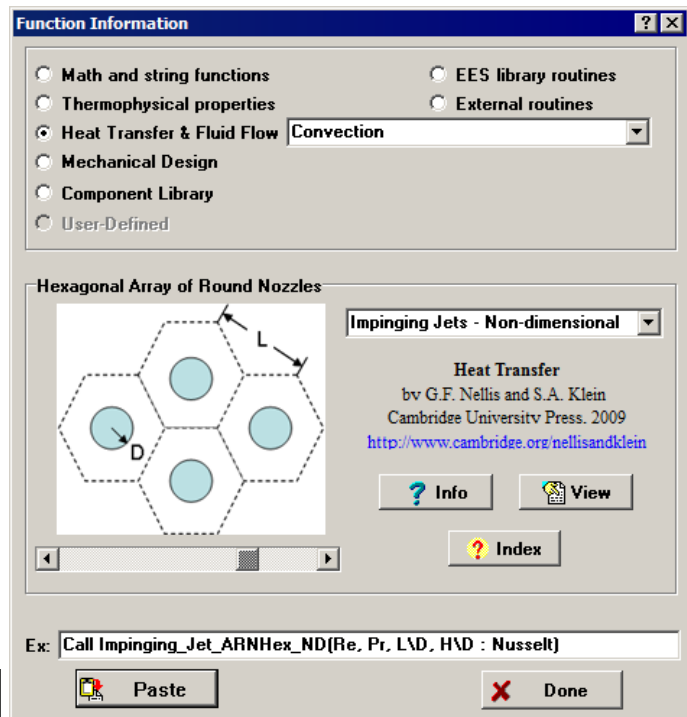 Function Information
Math and string functions
EES library routines
Thermophysical properties
External routines
Heat Transfer & Fluid Flow
Convection
Mechanical Design
Component Library
User-Defined
Hexagonal Array of Round Nozzles
L
D
Impinging Jets - Non-dimensional
Heat Transfer
by G.F. Nellis and S.A. Klein
Cambridge University Press, 2009
http://www.cambridge.org/nellisandklein
? Info
View
? Index
Ex: Call Impinging_Jet_ARNHex_ND(Re, Pr, L\D, H\D : Nusselt)
Paste
Done